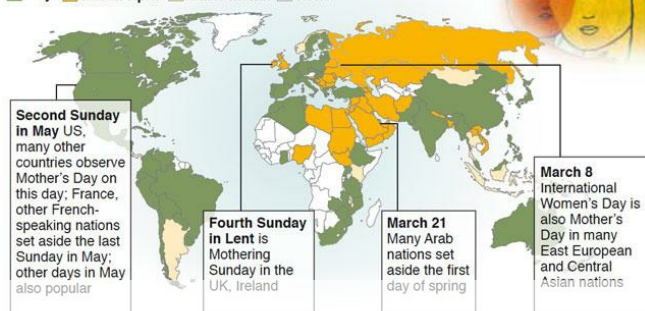 Second Sunday
in May US,
many other
countries observe
Mother's Day on
this day; France,
other French-
speaking nations
set aside the last
Sunday in May;
other days in May
also popular
Fourth Sunday
in Lent is
Mothering
Sunday in the
UK, Ireland
March 21
Many Arab
nations set
aside the first
day of spring
March 8
International
Women's Day is
also Mother's
Day in many
East European
and Central
Asian nations